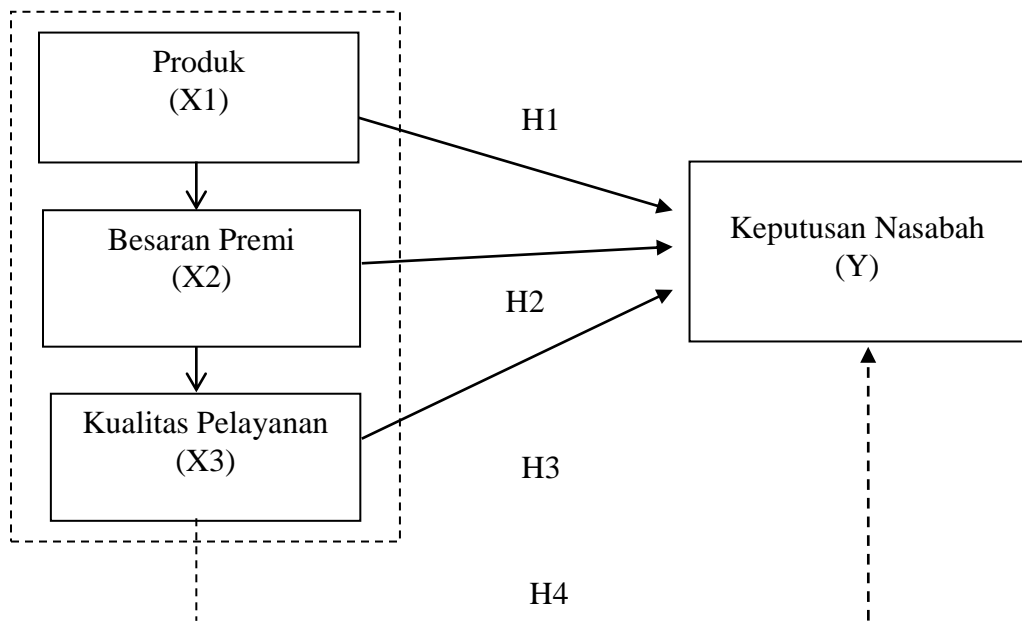 Produk
(X1)
H1
Besaran Premi
(X2)
Keputusan Nasabah
(Y)
H2
Kualitas Pelayanan
(X3)
H3
H4